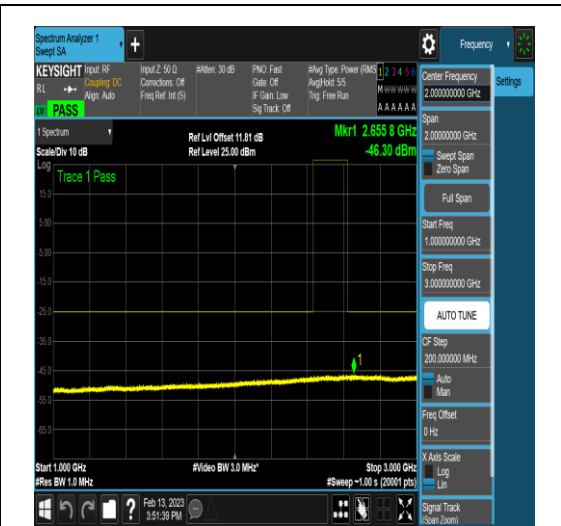 Spectrum Analyzer 1
Swept SA
Frequency
KEYSIGHT
RL
PASS
Input: RF
Coupling: DC
Align: Auto
Input Z: 50 Ω
Corrections: Off
Freq Ref: Int (S)
#Atten: 30 dB
PNO: Fast
Gate: Off
IF Gain: Low
Sig Track: Off
#Avg Type: Power (RMS
Avg|Hold: 5/5
Trig: Free Run
1 2 3 4 5 6
M W W W W W
A A A A A A
1 Spectrum
Scale/Div 10 dB
Ref Lvl Offset 11.81 dB
Ref Level 25.00 dBm
Mkr1 2.655 8 GHz
-46.30 dBm
Log
Trace 1 Pass
15.0
5.00
-5.00
-15.0
-25.0
-35.0
-45.0
-55.0
-65.0
1
Start 1.000 GHz
#Res BW 1.0 MHz
#Video BW 3.0 MHz*
Stop 3.000 GHz
#Sweep ~1.00 s (20001 pts)
Feb 13, 2023
3:51:39 PM
Center Frequency
2.000000000 GHz
Settings
Span
2.00000000 GHz
Swept Span
Zero Span
Full Span
Start Freq
1.000000000 GHz
Stop Freq
3.000000000 GHz
AUTO TUNE
CF Step
200.000000 MHz
Auto
Man
Freq Offset
0 Hz
X Axis Scale
Log
Lin
Signal Track
(Span Zoom)